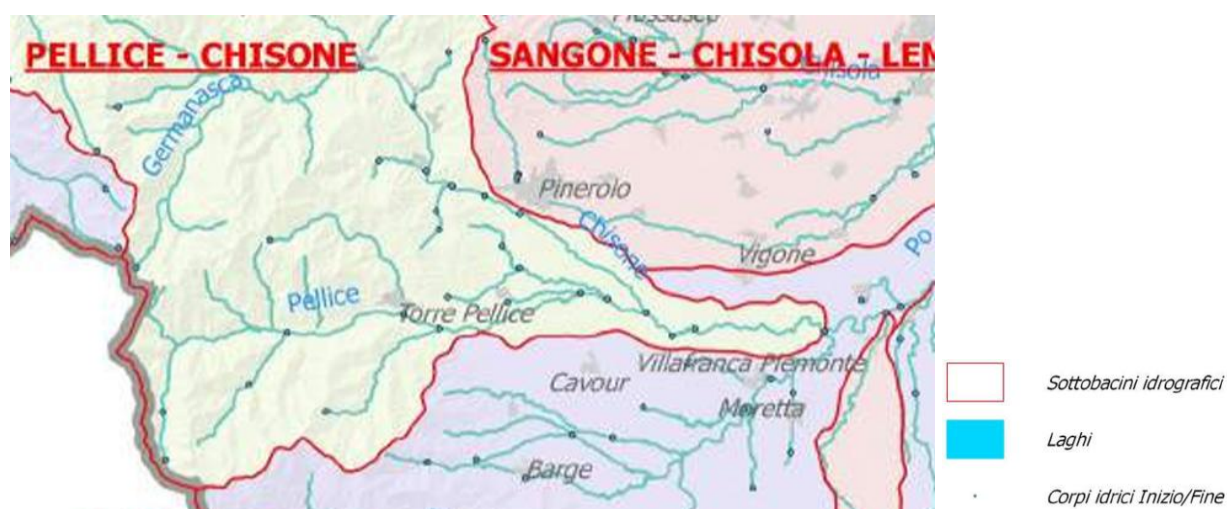 Piossasco
PELLICE - CHISONE
SANGONE - CHISOLA - LEM
Chisola
Germanasca
Pinerolo
Chisone
Vigone
Po
Pellice
Torre Pellice
Villafranca Piemonte
Cavour
Moretta
Barge
Sottobacini idrografici
Laghi
Corpi idrici Inizio/Fine